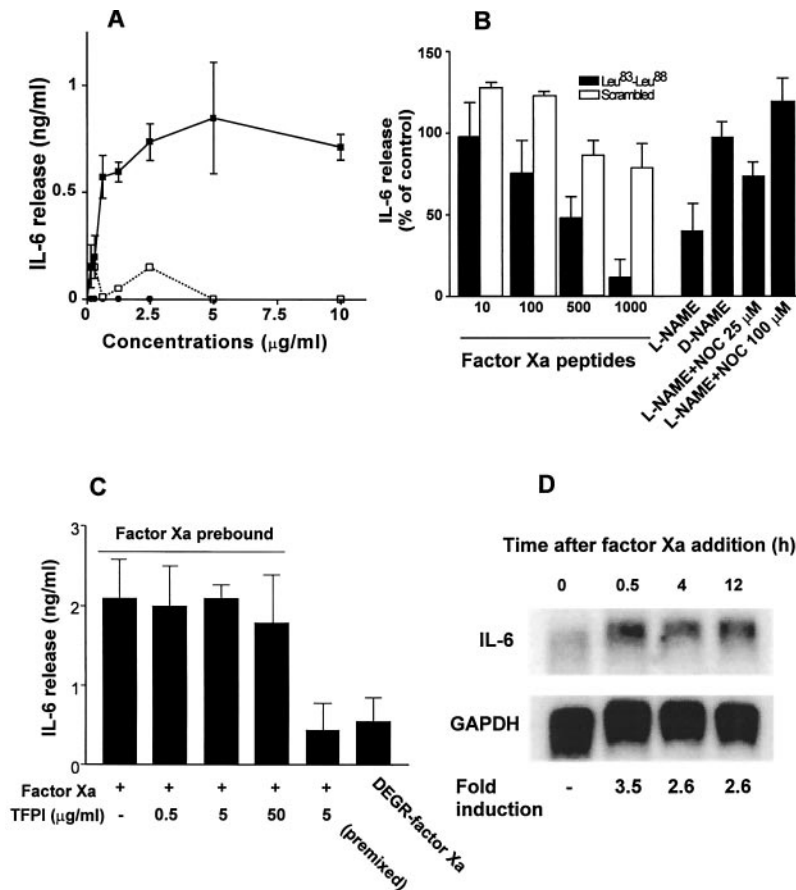 A
IL-6 release (ng/ml)
1
0.5
0
0
2.5
5
7.5
10
Concentrations (μg/ml)
B
IL-6 release
(% of control)
150
125
100
50
0
Leu83-Leu88
Scrambled
10
100
500
1000
Factor Xa peptides
L-NAME
D-NAME
L-NAME+NOC 25 μM
L-NAME+NOC 100 μM
C
Factor Xa prebound
IL-6 release (ng/ml)
3
2
1
0
Factor Xa + + + + +
TFPI (μg/ml) - 0.5 5 50 5
(premixed)
DEGR-factor Xa
D
Time after factor Xa addition (h)
0 0.5 4 12
IL-6
GAPDH
Fold
induction - 3.5 2.6 2.6